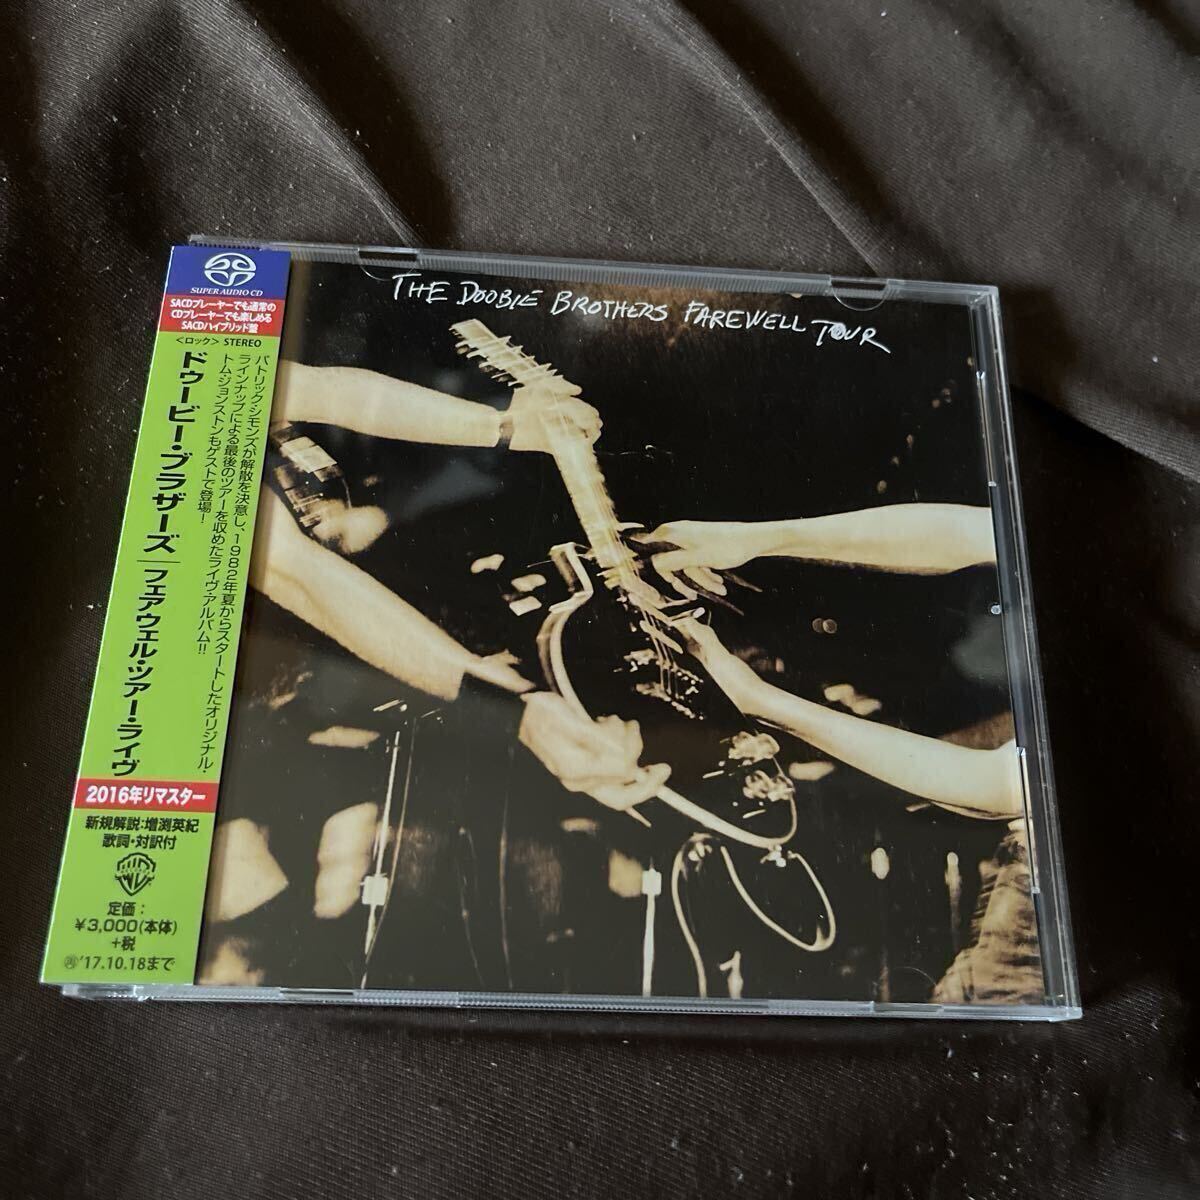 THE DOOBIE BROTHERS FAREWELL TOUR
SUPER AUDIO CD
SACDプレーヤーでも通常の
CDプレーヤーでも楽しめる
SACDハイブリッド盤
<ロック> STEREO
パトリック・シモンズが解散を決意し、1982年夏からスタートしたオリジナル・
ラインナップによる最後のツアーを収めたライヴ・アルバム!!
トム・ジョンストンもゲストで登場!
ドゥービー・ブラザーズ|フェアウェル・ツアー・ライヴ
2016年リマスター
新規解説:増渕英紀
歌詞・対訳付
定価:
¥3,000(本体)
+税
㊢'17.10.18まで